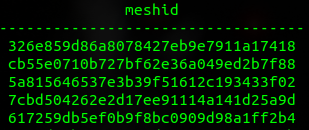 meshid
----------------------------------
326e859d86a8078427eb9e7911a17418
cb55e0710b727bf62e36a049ed2b7f88
5a815646537e3b39f51612c193433f02
7cbd504262e2d17ee91114a141d25a9d
617259db5ef0b9f8bc0909d98a1ff2b4